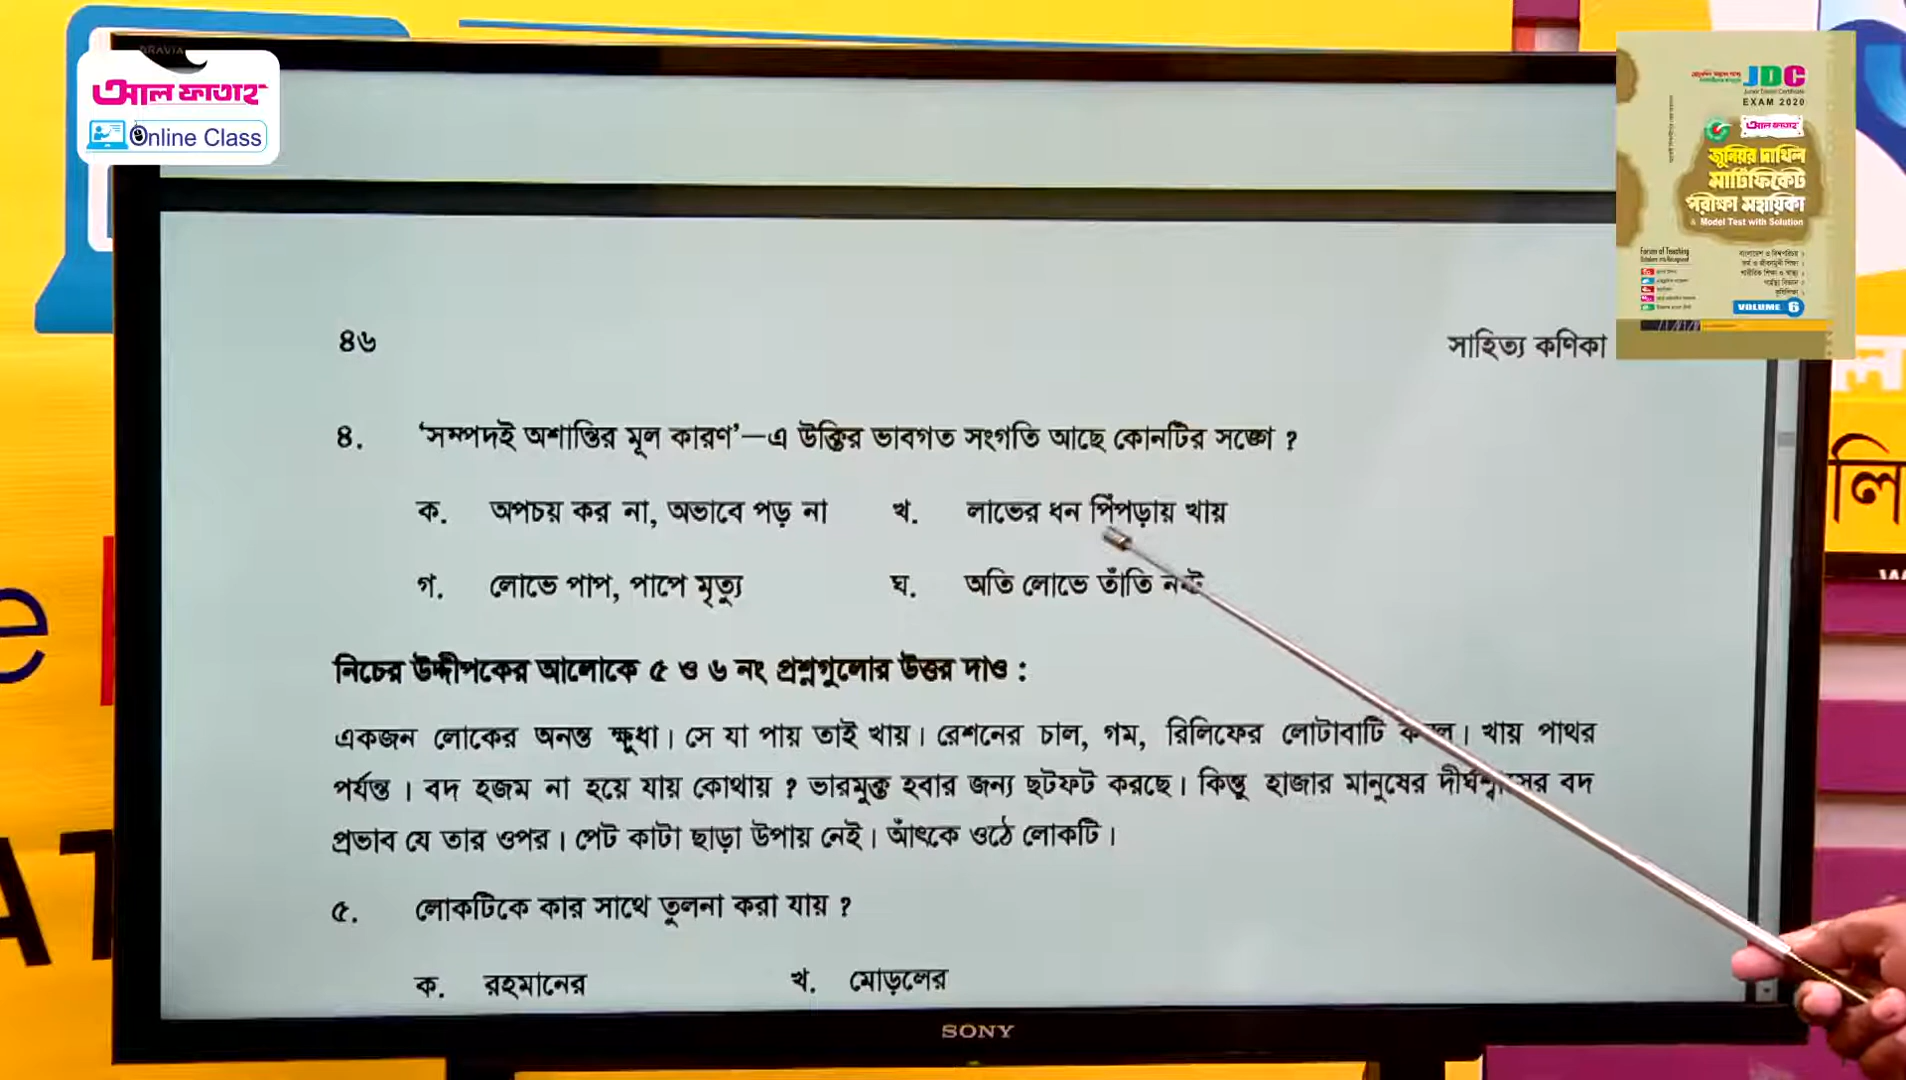 BRAVIA
আল ফাতাহ
Online Class
JDC
EXAM 2020
আল ফাতাহ
জুনিয়র দাখিল
সার্টিফিকেট
পরীক্ষা সহায়িকা
& Model Test with Solution
VOLUME 6
৪৬
সাহিত্য কণিকা
৪. ‘সম্পদই অশান্তির মূল কারণ’—এ উক্তির ভাবগত সংগতি আছে কোনটির সঙ্গে ?
ক. অপচয় কর না, অভাবে পড় না খ. লাভের ধন পিঁপড়ায় খায়
গ. লোভে পাপ, পাপে মৃত্যু ঘ. অতি লোভে তাঁতি নষ্ট
নিচের উদ্দীপকের আলোকে ৫ ও ৬ নং প্রশ্নগুলোর উত্তর দাও :
একজন লোকের অনন্ত ক্ষুধা। সে যা পায় তাই খায়। রেশনের চাল, গম, রিলিফের লোটাবাটি কম্বল। খায় পাথর
পর্যন্ত । বদ হজম না হয়ে যায় কোথায় ? ভারমুক্ত হবার জন্য ছটফট করছে। কিন্তু হাজার মানুষের দীর্ঘশ্বাসের বদ
প্রভাব যে তার ওপর। পেট কাটা ছাড়া উপায় নেই। আঁৎকে ওঠে লোকটি।
৫. লোকটিকে কার সাথে তুলনা করা যায় ?
ক. রহমানের খ. মোড়লের
SONY